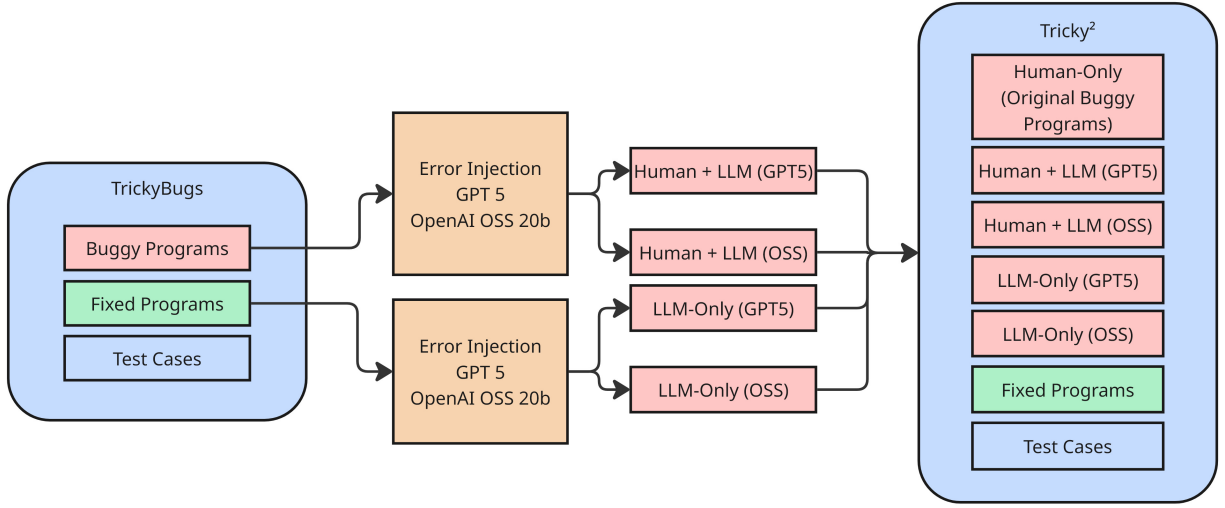 TrickyBugs
Buggy Programs
Fixed Programs
Test Cases
Error Injection
GPT 5
OpenAI OSS 20b
Error Injection
GPT 5
OpenAI OSS 20b
Human + LLM (GPT5)
Human + LLM (OSS)
LLM-Only (GPT5)
LLM-Only (OSS)
Tricky²
Human-Only
(Original Buggy
Programs)
Human + LLM (GPT5)
Human + LLM (OSS)
LLM-Only (GPT5)
LLM-Only (OSS)
Fixed Programs
Test Cases